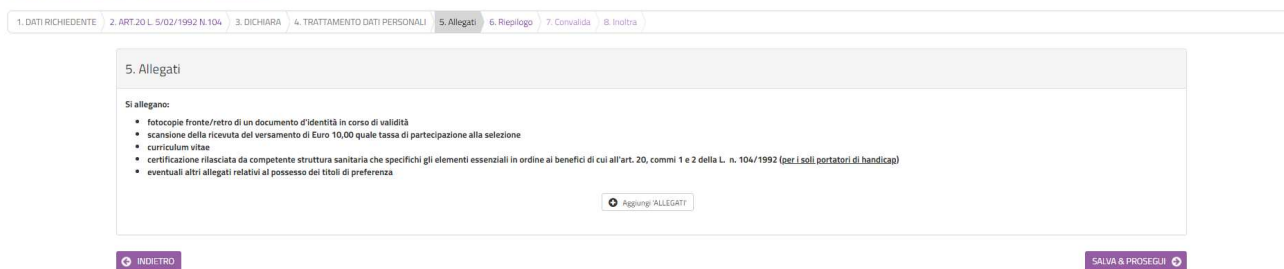 1. DATI RICHIEDENTE 2. ART.20 L. 5/02/1992 N.104 3. DICHIARA 4. TRATTAMENTO DATI PERSONALI 5. Allegati 6. Riepilogo 7. Convalida 8. Inoltra
5. Allegati
Si allegano:
fotocopie fronte/retro di un documento d'identità in corso di validità
scansione della ricevuta del versamento di Euro 10,00 quale tassa di partecipazione alla selezione
curriculum vitae
certificazione rilasciata da competente struttura sanitaria che specifichi gli elementi essenziali in ordine ai benefici di cui all'art. 20, commi 1 e 2 della L. n. 104/1992 (per i soli portatori di handicap)
eventuali altri allegati relativi al possesso dei titoli di preferenza
Aggiungi 'ALLEGATI'
INDIETRO SALVA & PROSEGUI